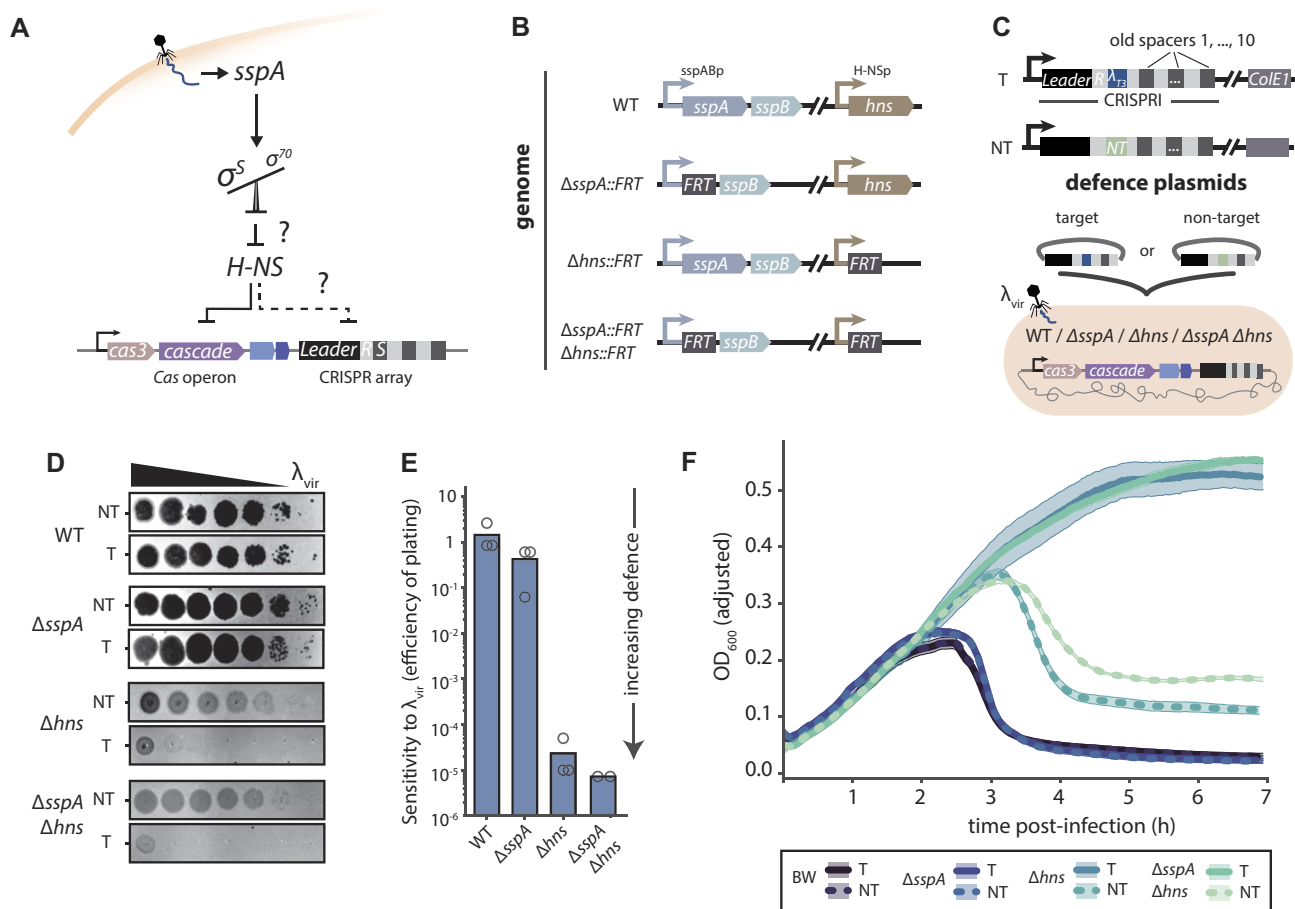 A
sspA
σS σ70
?
H-NS
?
cas3 cascade Leader R S
Cas operon CRISPR array
B
genome
sspABp H-NSp
WT sspA sspB hns
ΔsspA::FRT FRT sspB hns
Δhns::FRT sspA sspB FRT
ΔsspA::FRT
Δhns::FRT FRT sspB FRT
C
old spacers 1, ..., 10
T Leader R λT3 ... ColE1
CRISPRI
NT NT ...
defence plasmids
target or non-target
λvir
WT / ΔsspA / Δhns / ΔsspA Δhns
cas3 cascade
D
λvir
WT NT
T
ΔsspA NT
T
Δhns NT
T
ΔsspA
Δhns NT
T
E
Sensitivity to λvir (efficiency of plating)
10
1
10-1
10-2
10-3
10-4
10-5
10-6
WT ΔsspA Δhns ΔsspA
Δhns
increasing defence
F
OD600 (adjusted)
0.5
0.4
0.3
0.2
0.1
0.0
1 2 3 4 5 6 7
time post-infection (h)
BW T NT
ΔsspA T NT
Δhns T NT
ΔsspA Δhns T NT